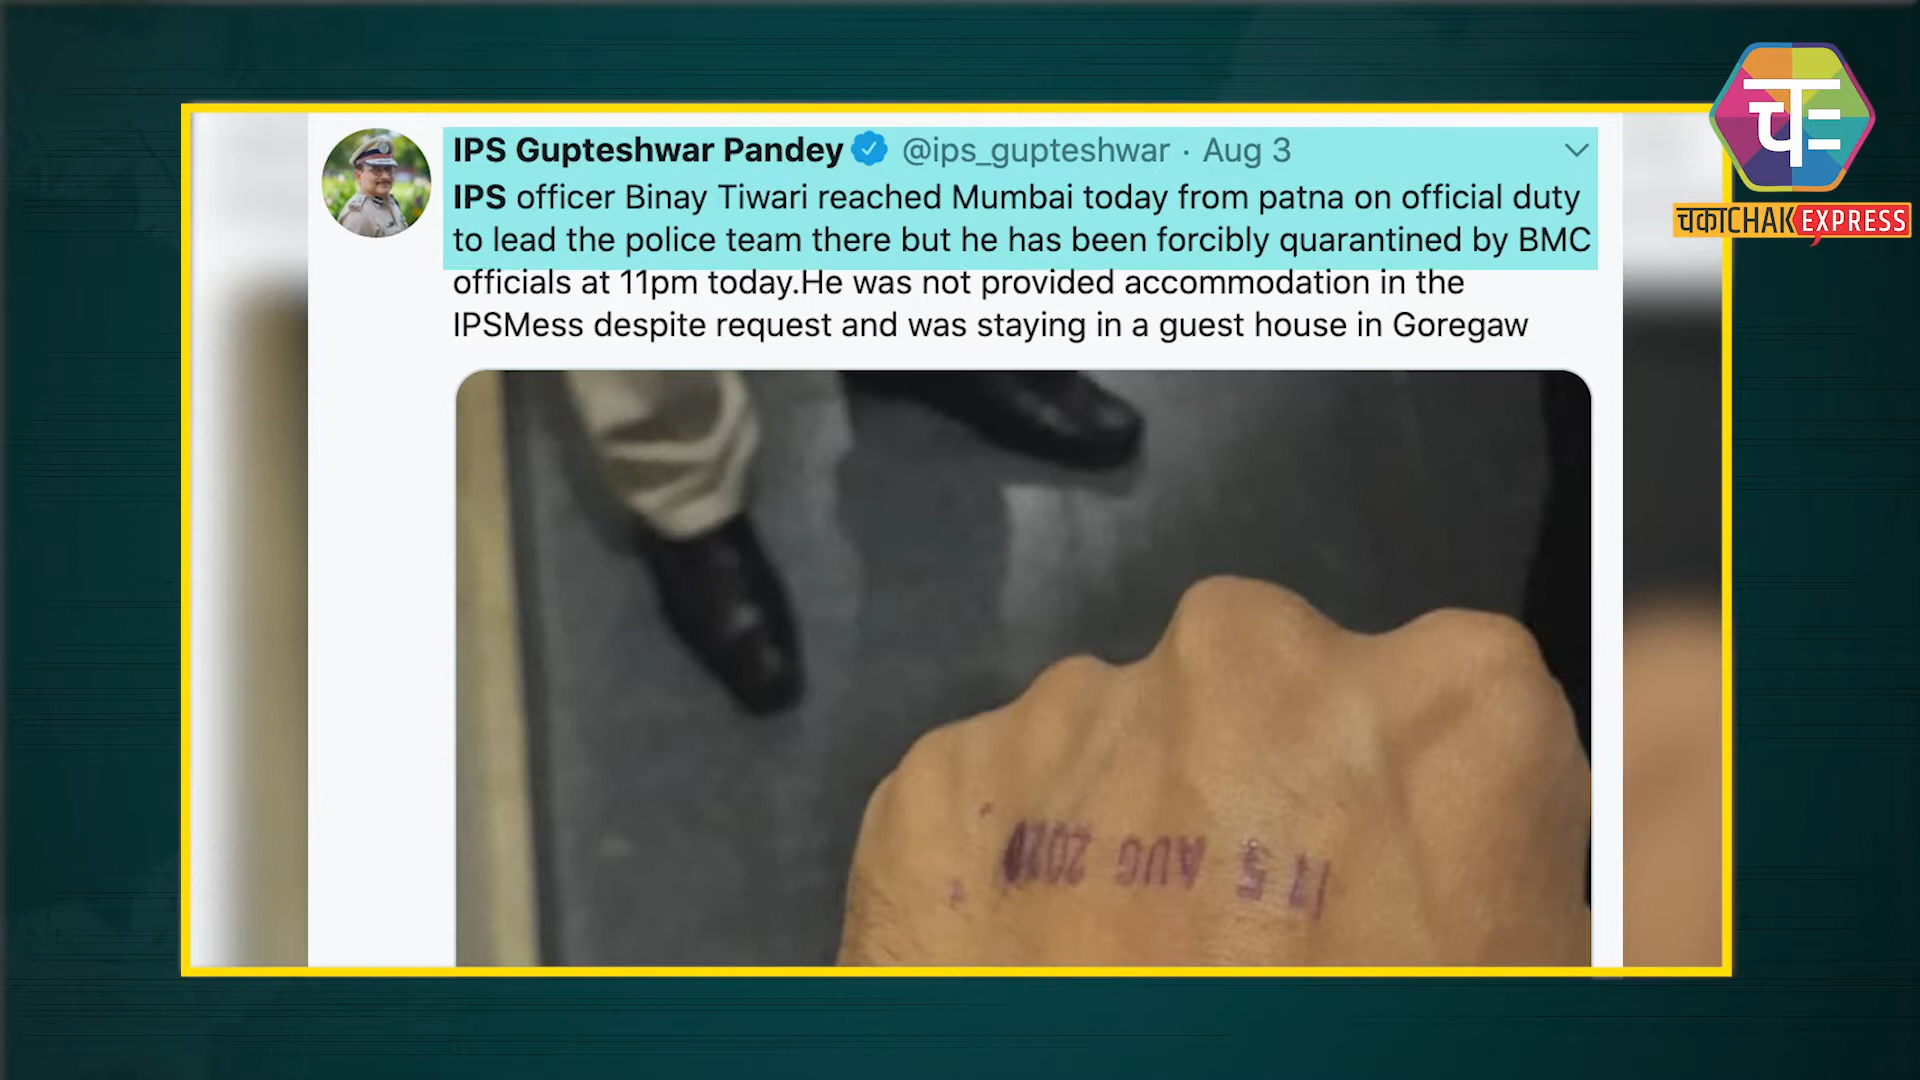 IPS Gupteshwar Pandey @ips_gupteshwar · Aug 3
IPS officer Binay Tiwari reached Mumbai today from patna on official duty
to lead the police team there but he has been forcibly quarantined by BMC
officials at 11pm today.He was not provided accommodation in the
IPSMess despite request and was staying in a guest house in Goregaw
चे
चकाCHAK EXPRESS
AUG 2020